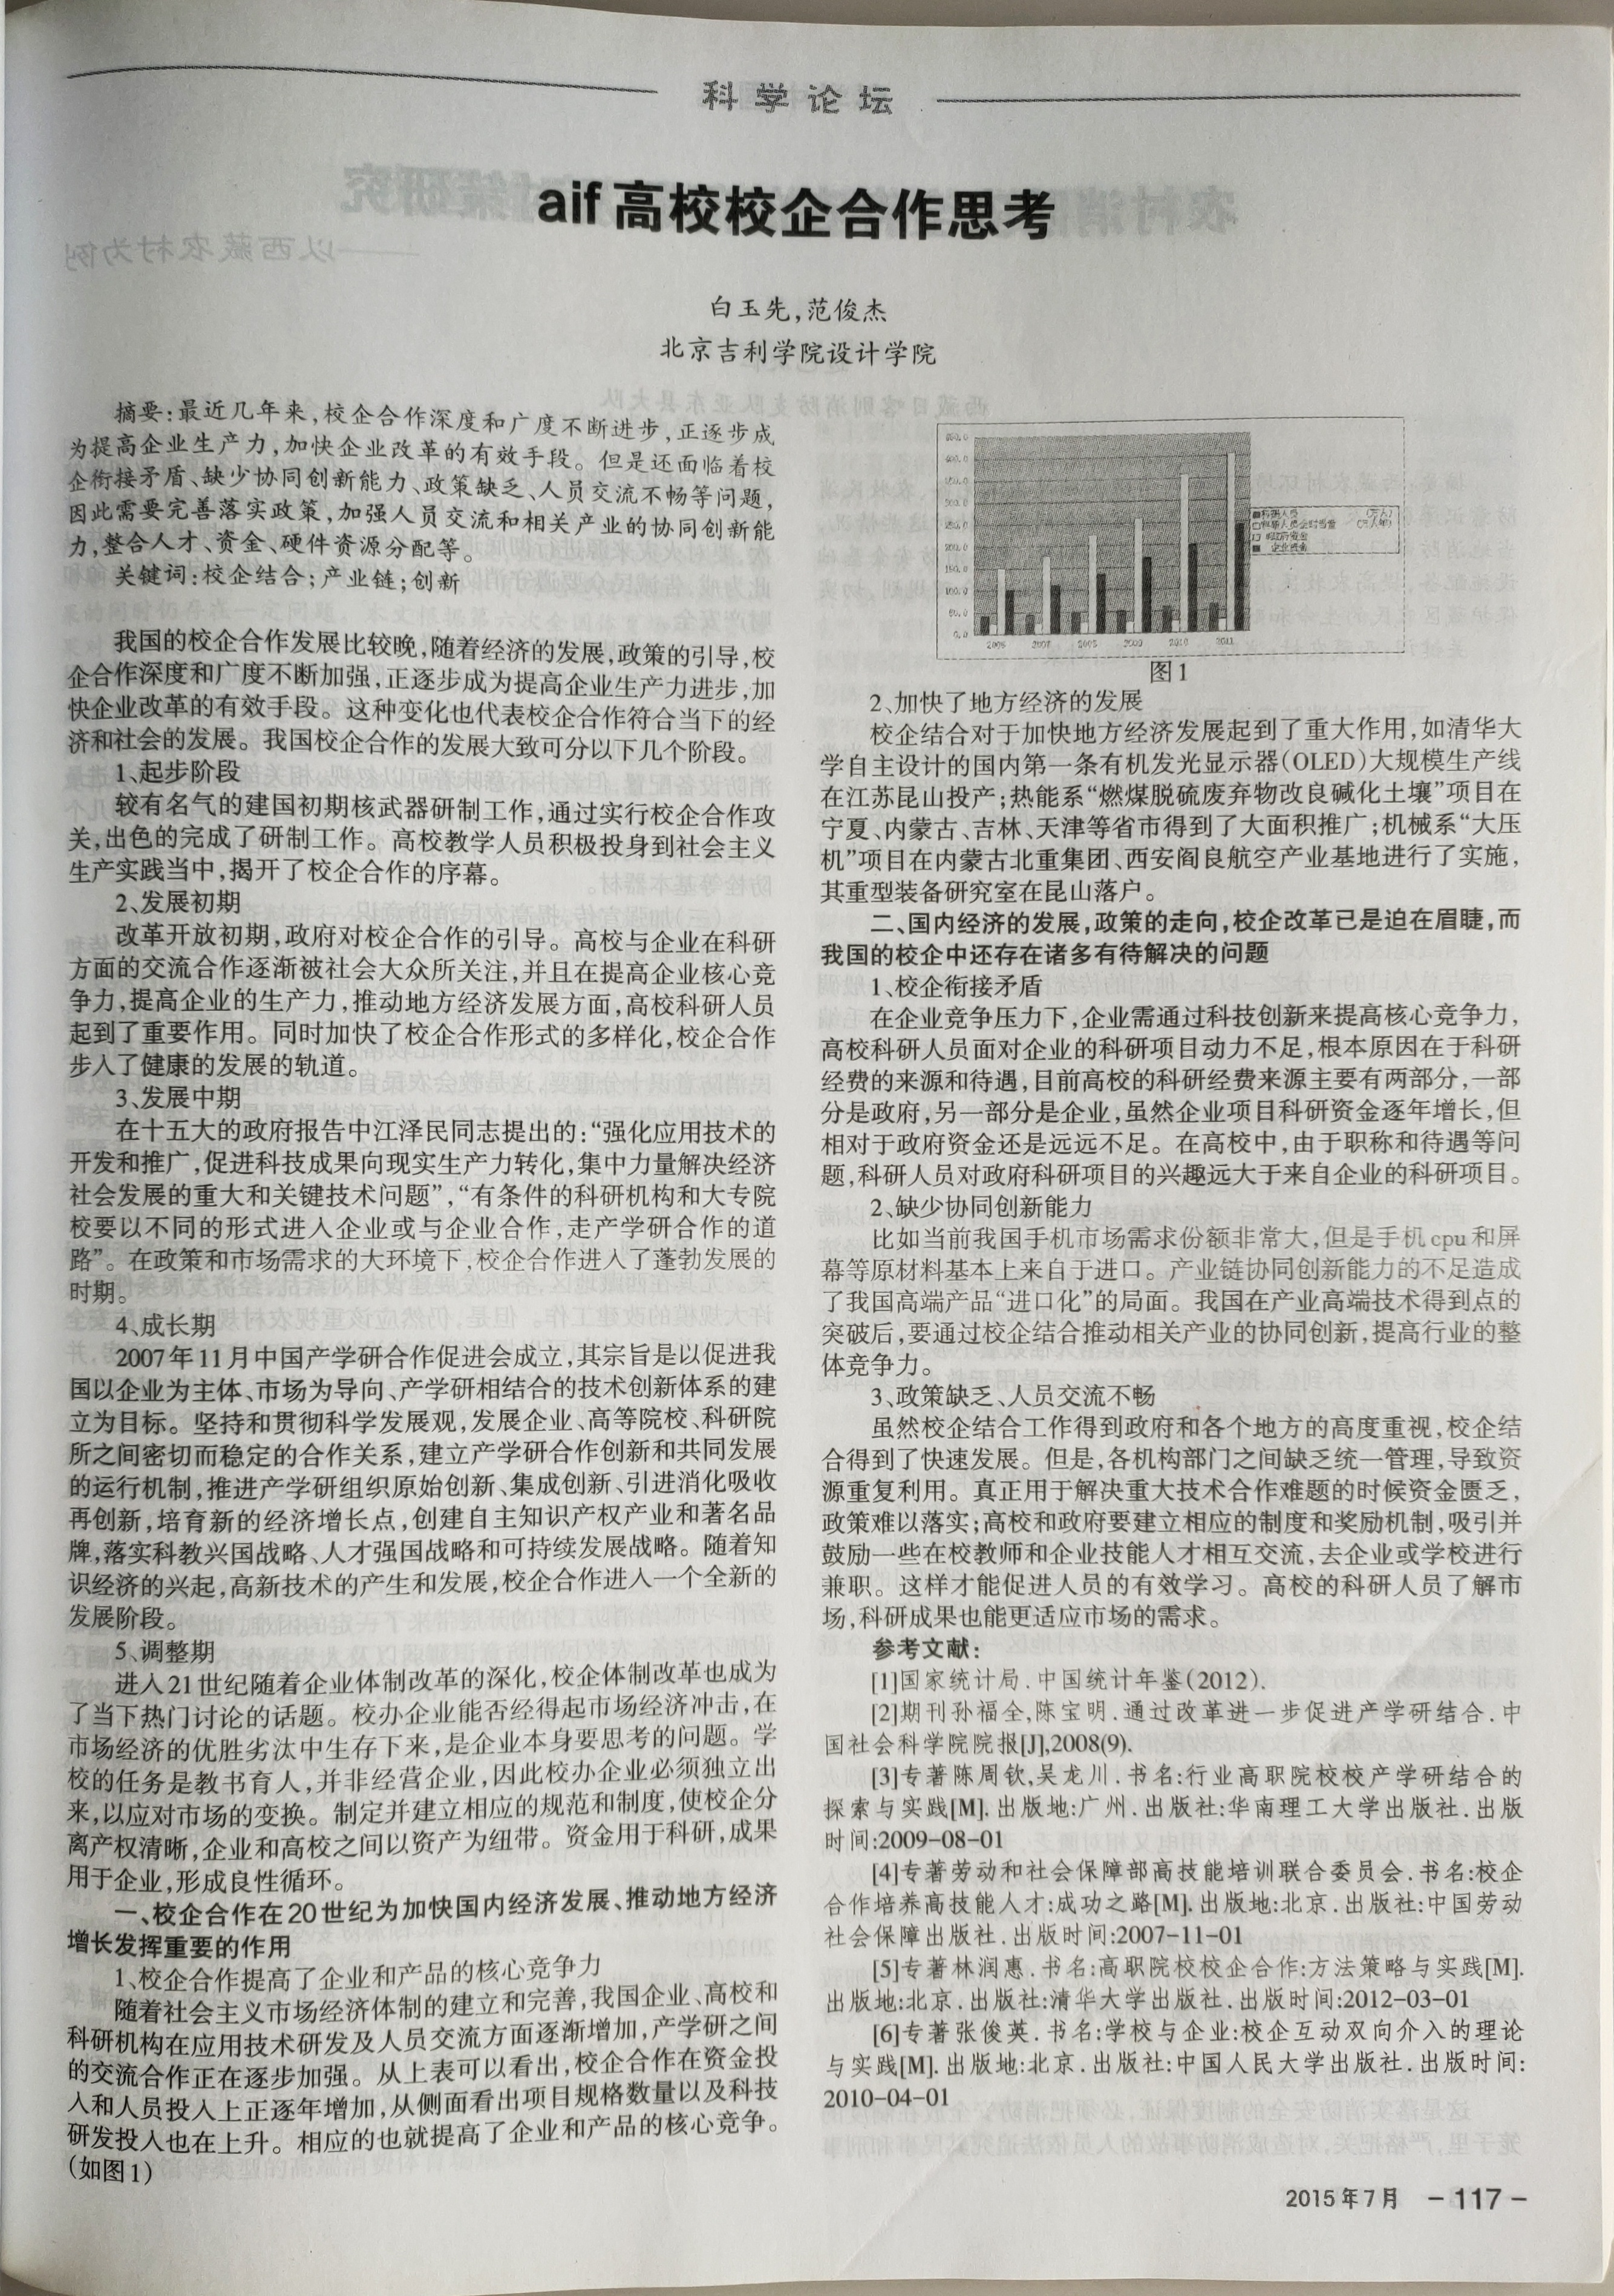 科学论坛
aif高校校企合作思考
白玉先,范俊杰
北京吉利学院设计学院
摘要:最近几年来,校企合作深度和广度不断进步,正逐步成
为提高企业生产力,加快企业改革的有效手段。但是还面临着校
企衔接矛盾、缺少协同创新能力、政策缺乏、人员交流不畅等问题,
因此需要完善落实政策,加强人员交流和相关产业的协同创新能
力,整合人才、资金、硬件资源分配等。
关键词:校企结合;产业链;创新
我国的校企合作发展比较晚,随着经济的发展,政策的引导,校
企合作深度和广度不断加强,正逐步成为提高企业生产力进步,加
快企业改革的有效手段。这种变化也代表校企合作符合当下的经
济和社会的发展。我国校企合作的发展大致可分以下几个阶段。
1、起步阶段
较有名气的建国初期核武器研制工作,通过实行校企合作攻
关,出色的完成了研制工作。高校教学人员积极投身到社会主义
生产实践当中,揭开了校企合作的序幕。
2、发展初期
改革开放初期,政府对校企合作的引导。高校与企业在科研
方面的交流合作逐渐被社会大众所关注,并且在提高企业核心竞
争力,提高企业的生产力,推动地方经济发展方面,高校科研人员
起到了重要作用。同时加快了校企合作形式的多样化,校企合作
步入了健康的发展的轨道。
3、发展中期
在十五大的政府报告中江泽民同志提出的:“强化应用技术的
开发和推广,促进科技成果向现实生产力转化,集中力量解决经济
社会发展的重大和关键技术问题”,“有条件的科研机构和大专院
校要以不同的形式进入企业或与企业合作,走产学研合作的道
路”。在政策和市场需求的大环境下,校企合作进入了蓬勃发展的
时期。
4、成长期
2007年11月中国产学研合作促进会成立,其宗旨是以促进我
国以企业为主体、市场为导向、产学研相结合的技术创新体系的建
立为目标。坚持和贯彻科学发展观,发展企业、高等院校、科研院
所之间密切而稳定的合作关系,建立产学研合作创新和共同发展
的运行机制,推进产学研组织原始创新、集成创新、引进消化吸收
再创新,培育新的经济增长点,创建自主知识产权产业和著名品
牌,落实科教兴国战略、人才强国战略和可持续发展战略。随着知
识经济的兴起,高新技术的产生和发展,校企合作进入一个全新的
发展阶段。
5、调整期
进入21世纪随着企业体制改革的深化,校企体制改革也成为
了当下热门讨论的话题。校办企业能否经得起市场经济冲击,在
市场经济的优胜劣汰中生存下来,是企业本身要思考的问题。学
校的任务是教书育人,并非经营企业,因此校办企业必须独立出
来,以应对市场的变换。制定并建立相应的规范和制度,使校企分
离产权清晰,企业和高校之间以资产为纽带。资金用于科研,成果
用于企业,形成良性循环。
一、校企合作在20世纪为加快国内经济发展、推动地方经济
增长发挥重要的作用
1、校企合作提高了企业和产品的核心竞争力
随着社会主义市场经济体制的建立和完善,我国企业、高校和
科研机构在应用技术研发及人员交流方面逐渐增加,产学研之间
的交流合作正在逐步加强。从上表可以看出,校企合作在资金投
入和人员投入上正逐年增加,从侧面看出项目规格数量以及科技
研发投入也在上升。相应的也就提高了企业和产品的核心竞争。
(如图1)
图1
2、加快了地方经济的发展
校企结合对于加快地方经济发展起到了重大作用,如清华大
学自主设计的国内第一条有机发光显示器(OLED)大规模生产线
在江苏昆山投产;热能系“燃煤脱硫废弃物改良碱化土壤”项目在
宁夏、内蒙古、吉林、天津等省市得到了大面积推广;机械系“大压
机”项目在内蒙古北重集团、西安阎良航空产业基地进行了实施,
其重型装备研究室在昆山落户。
二、国内经济的发展,政策的走向,校企改革已是迫在眉睫,而
我国的校企中还存在诸多有待解决的问题
1、校企衔接矛盾
在企业竞争压力下,企业需通过科技创新来提高核心竞争力,
高校科研人员面对企业的科研项目动力不足,根本原因在于科研
经费的来源和待遇,目前高校的科研经费来源主要有两部分,一部
分是政府,另一部分是企业,虽然企业项目科研资金逐年增长,但
相对于政府资金还是远远不足。在高校中,由于职称和待遇等问
题,科研人员对政府科研项目的兴趣远大于来自企业的科研项目。
2、缺少协同创新能力
比如当前我国手机市场需求份额非常大,但是手机cpu和屏
幕等原材料基本上来自于进口。产业链协同创新能力的不足造成
了我国高端产品“进口化”的局面。我国在产业高端技术得到点的
突破后,要通过校企结合推动相关产业的协同创新,提高行业的整
体竞争力。
3、政策缺乏、人员交流不畅
虽然校企结合工作得到政府和各个地方的高度重视,校企结
合得到了快速发展。但是,各机构部门之间缺乏统一管理,导致资
源重复利用。真正用于解决重大技术合作难题的时候资金匮乏,
政策难以落实;高校和政府要建立相应的制度和奖励机制,吸引并
鼓励一些在校教师和企业技能人才相互交流,去企业或学校进行
兼职。这样才能促进人员的有效学习。高校的科研人员了解市
场,科研成果也能更适应市场的需求。
参考文献:
[1]国家统计局.中国统计年鉴(2012).
[2]期刊孙福全,陈宝明.通过改革进一步促进产学研结合.中
国社会科学院院报[J],2008(9).
[3]专著陈周钦,吴龙川.书名:行业高职院校校产学研结合的
探索与实践[M].出版地:广州.出版社:华南理工大学出版社.出版
时间:2009-08-01
[4]专著劳动和社会保障部高技能培训联合委员会.书名:校企
合作培养高技能人才:成功之路[M].出版地:北京.出版社:中国劳动
社会保障出版社.出版时间:2007-11-01
[5]专著林润惠.书名:高职院校校企合作:方法策略与实践[M].
出版地:北京.出版社:清华大学出版社.出版时间:2012-03-01
[6]专著张俊英.书名:学校与企业:校企互动双向介入的理论
与实践[M].出版地:北京.出版社:中国人民大学出版社.出版时间:
2010-04-01
2015年7月 -117-